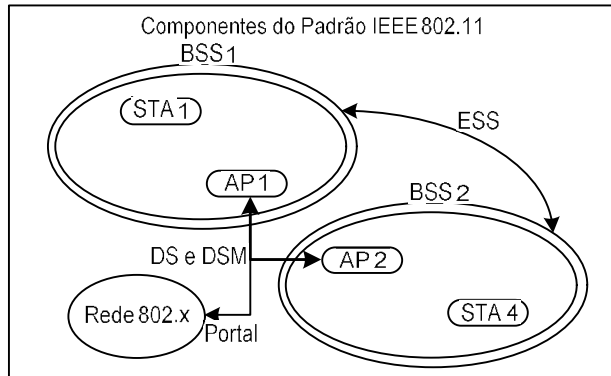 Componentes do Padrão IEEE 802.11
BSS 1
STA 1
ESS
AP 1
BSS 2
DS e DSM
AP 2
Rede 802.x
Portal
STA 4